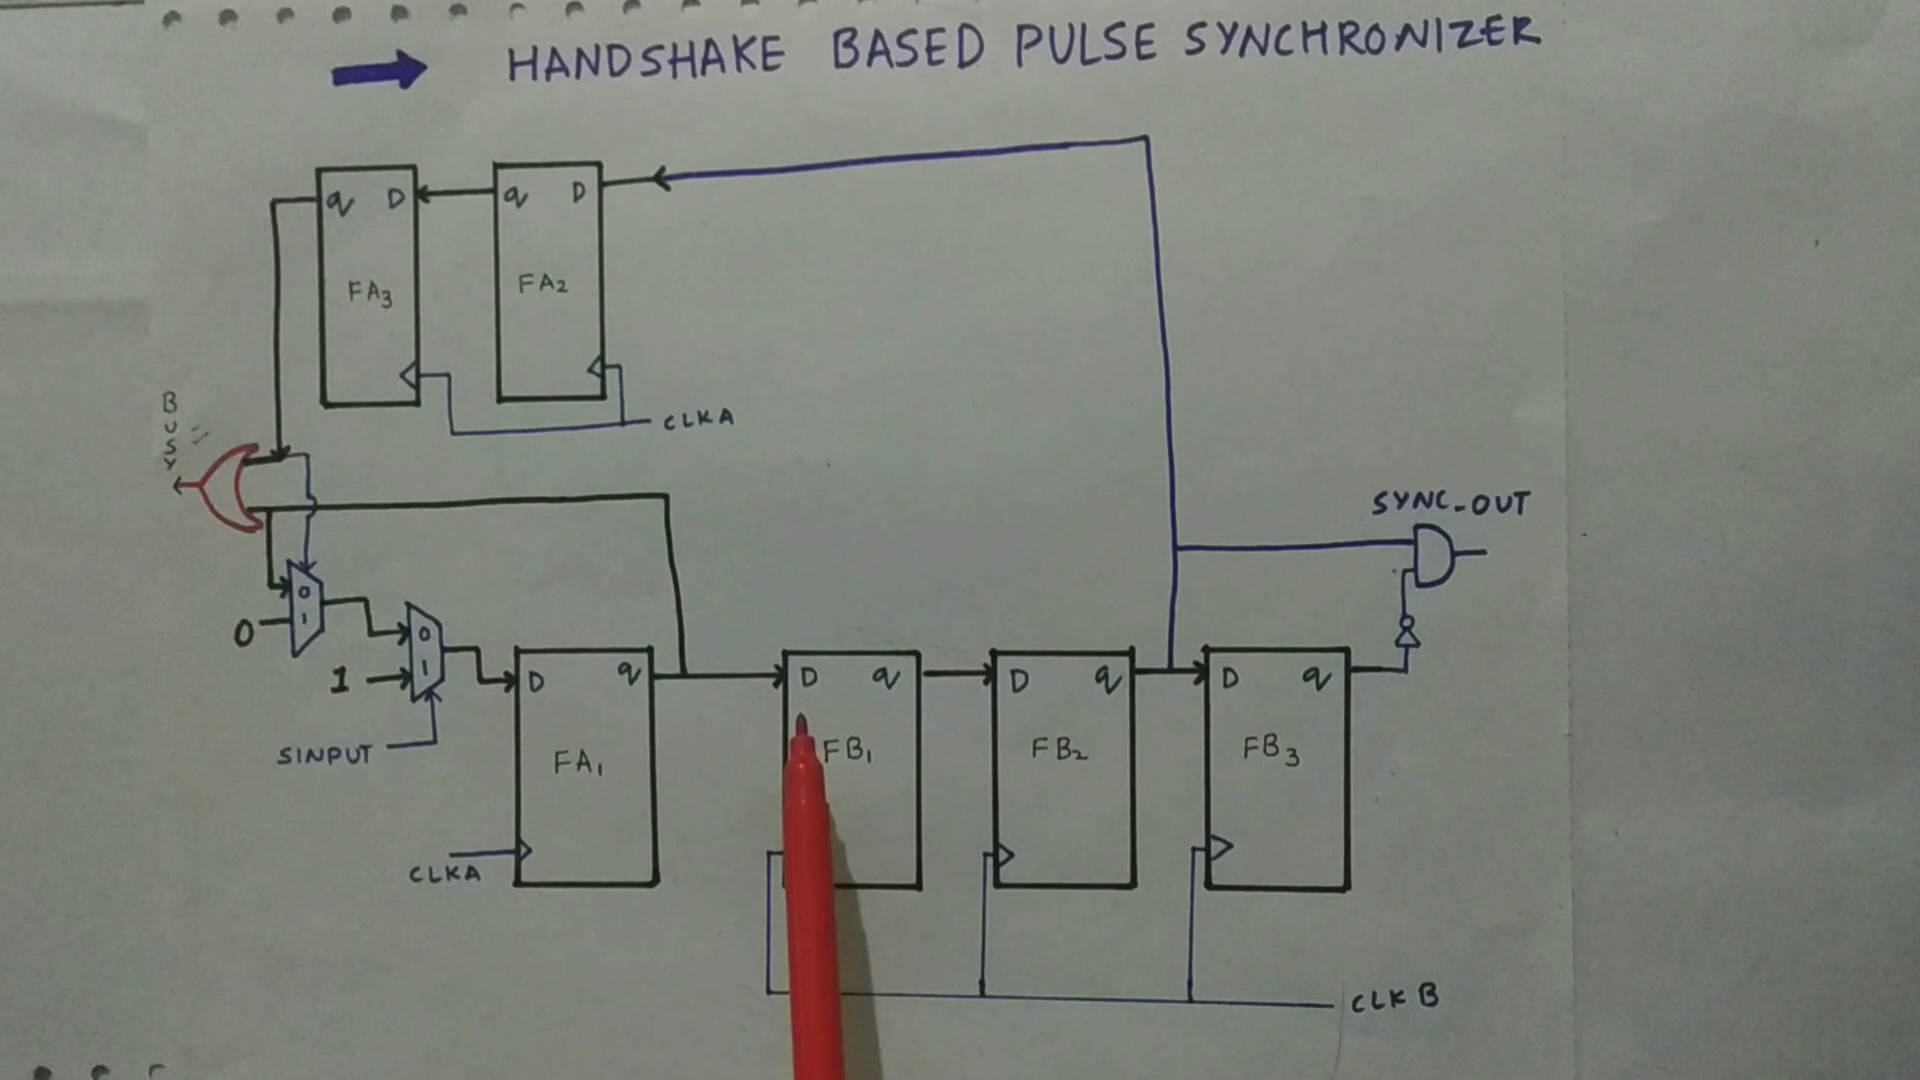 HANDSHAKE BASED PULSE SYNCHRONIZER
q D
q D
FA3
FA2
CLKA
BUSY
SYNC_OUT
0
1
0
0
1
1
SINPUT
D q
FA1
CLKA
D q
FB1
D q
FB2
D q
FB3
CLK B